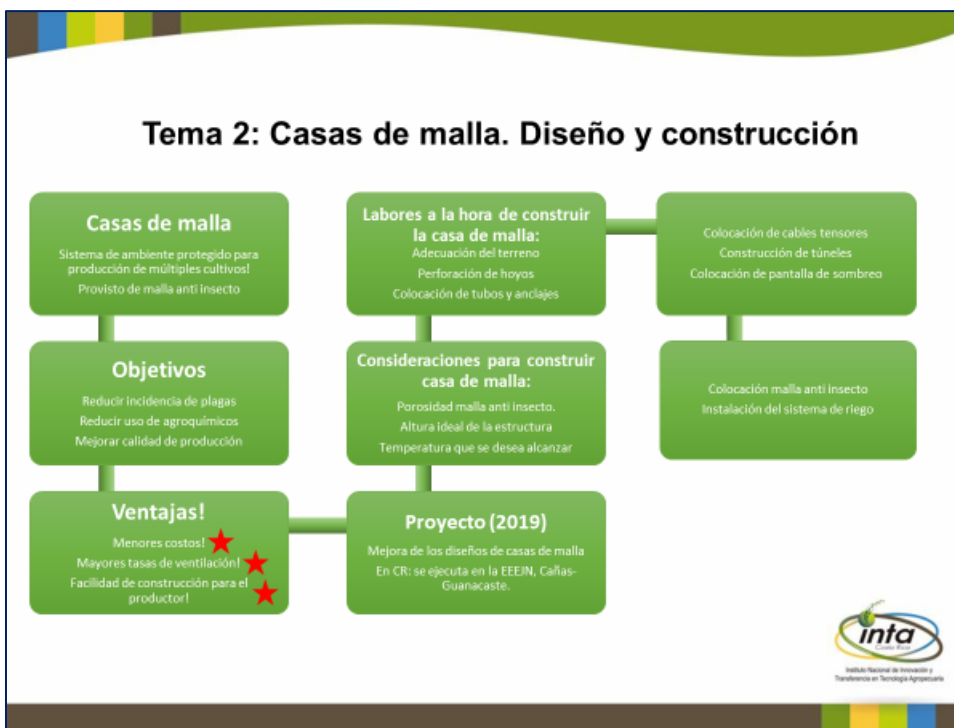 Tema 2: Casas de malla. Diseño y construcción
Casas de malla
Sistema de ambiente protegido para
producción de múltiples cultivos!
Provisto de malla anti insecto
Objetivos
Reducir incidencia de plagas
Reducir uso de agroquímicos
Mejorar calidad de producción
Ventajas!
Menores costos!
Mayores tasas de ventilación!
Facilidad de construcción para el
productor!
Proyecto (2019)
Mejora de los diseños de casas de malla
En CR: se ejecuta en la EEEJN, Cañas-
Guanacaste.
Consideraciones para construir
casa de malla:
Porosidad malla anti insecto.
Altura ideal de la estructura
Temperatura que se desea alcanzar
Labores a la hora de construir
la casa de malla:
Adecuación del terreno
Perforación de hoyos
Colocación de tubos y anclajes
Colocación de cables tensores
Construcción de túneles
Colocación de pantalla de sombreo
Colocación malla anti insecto
Instalación del sistema de riego
inta
Costa Rica
Instituto Nacional de Innovación y
Transferencia en Tecnología Agropecuaria